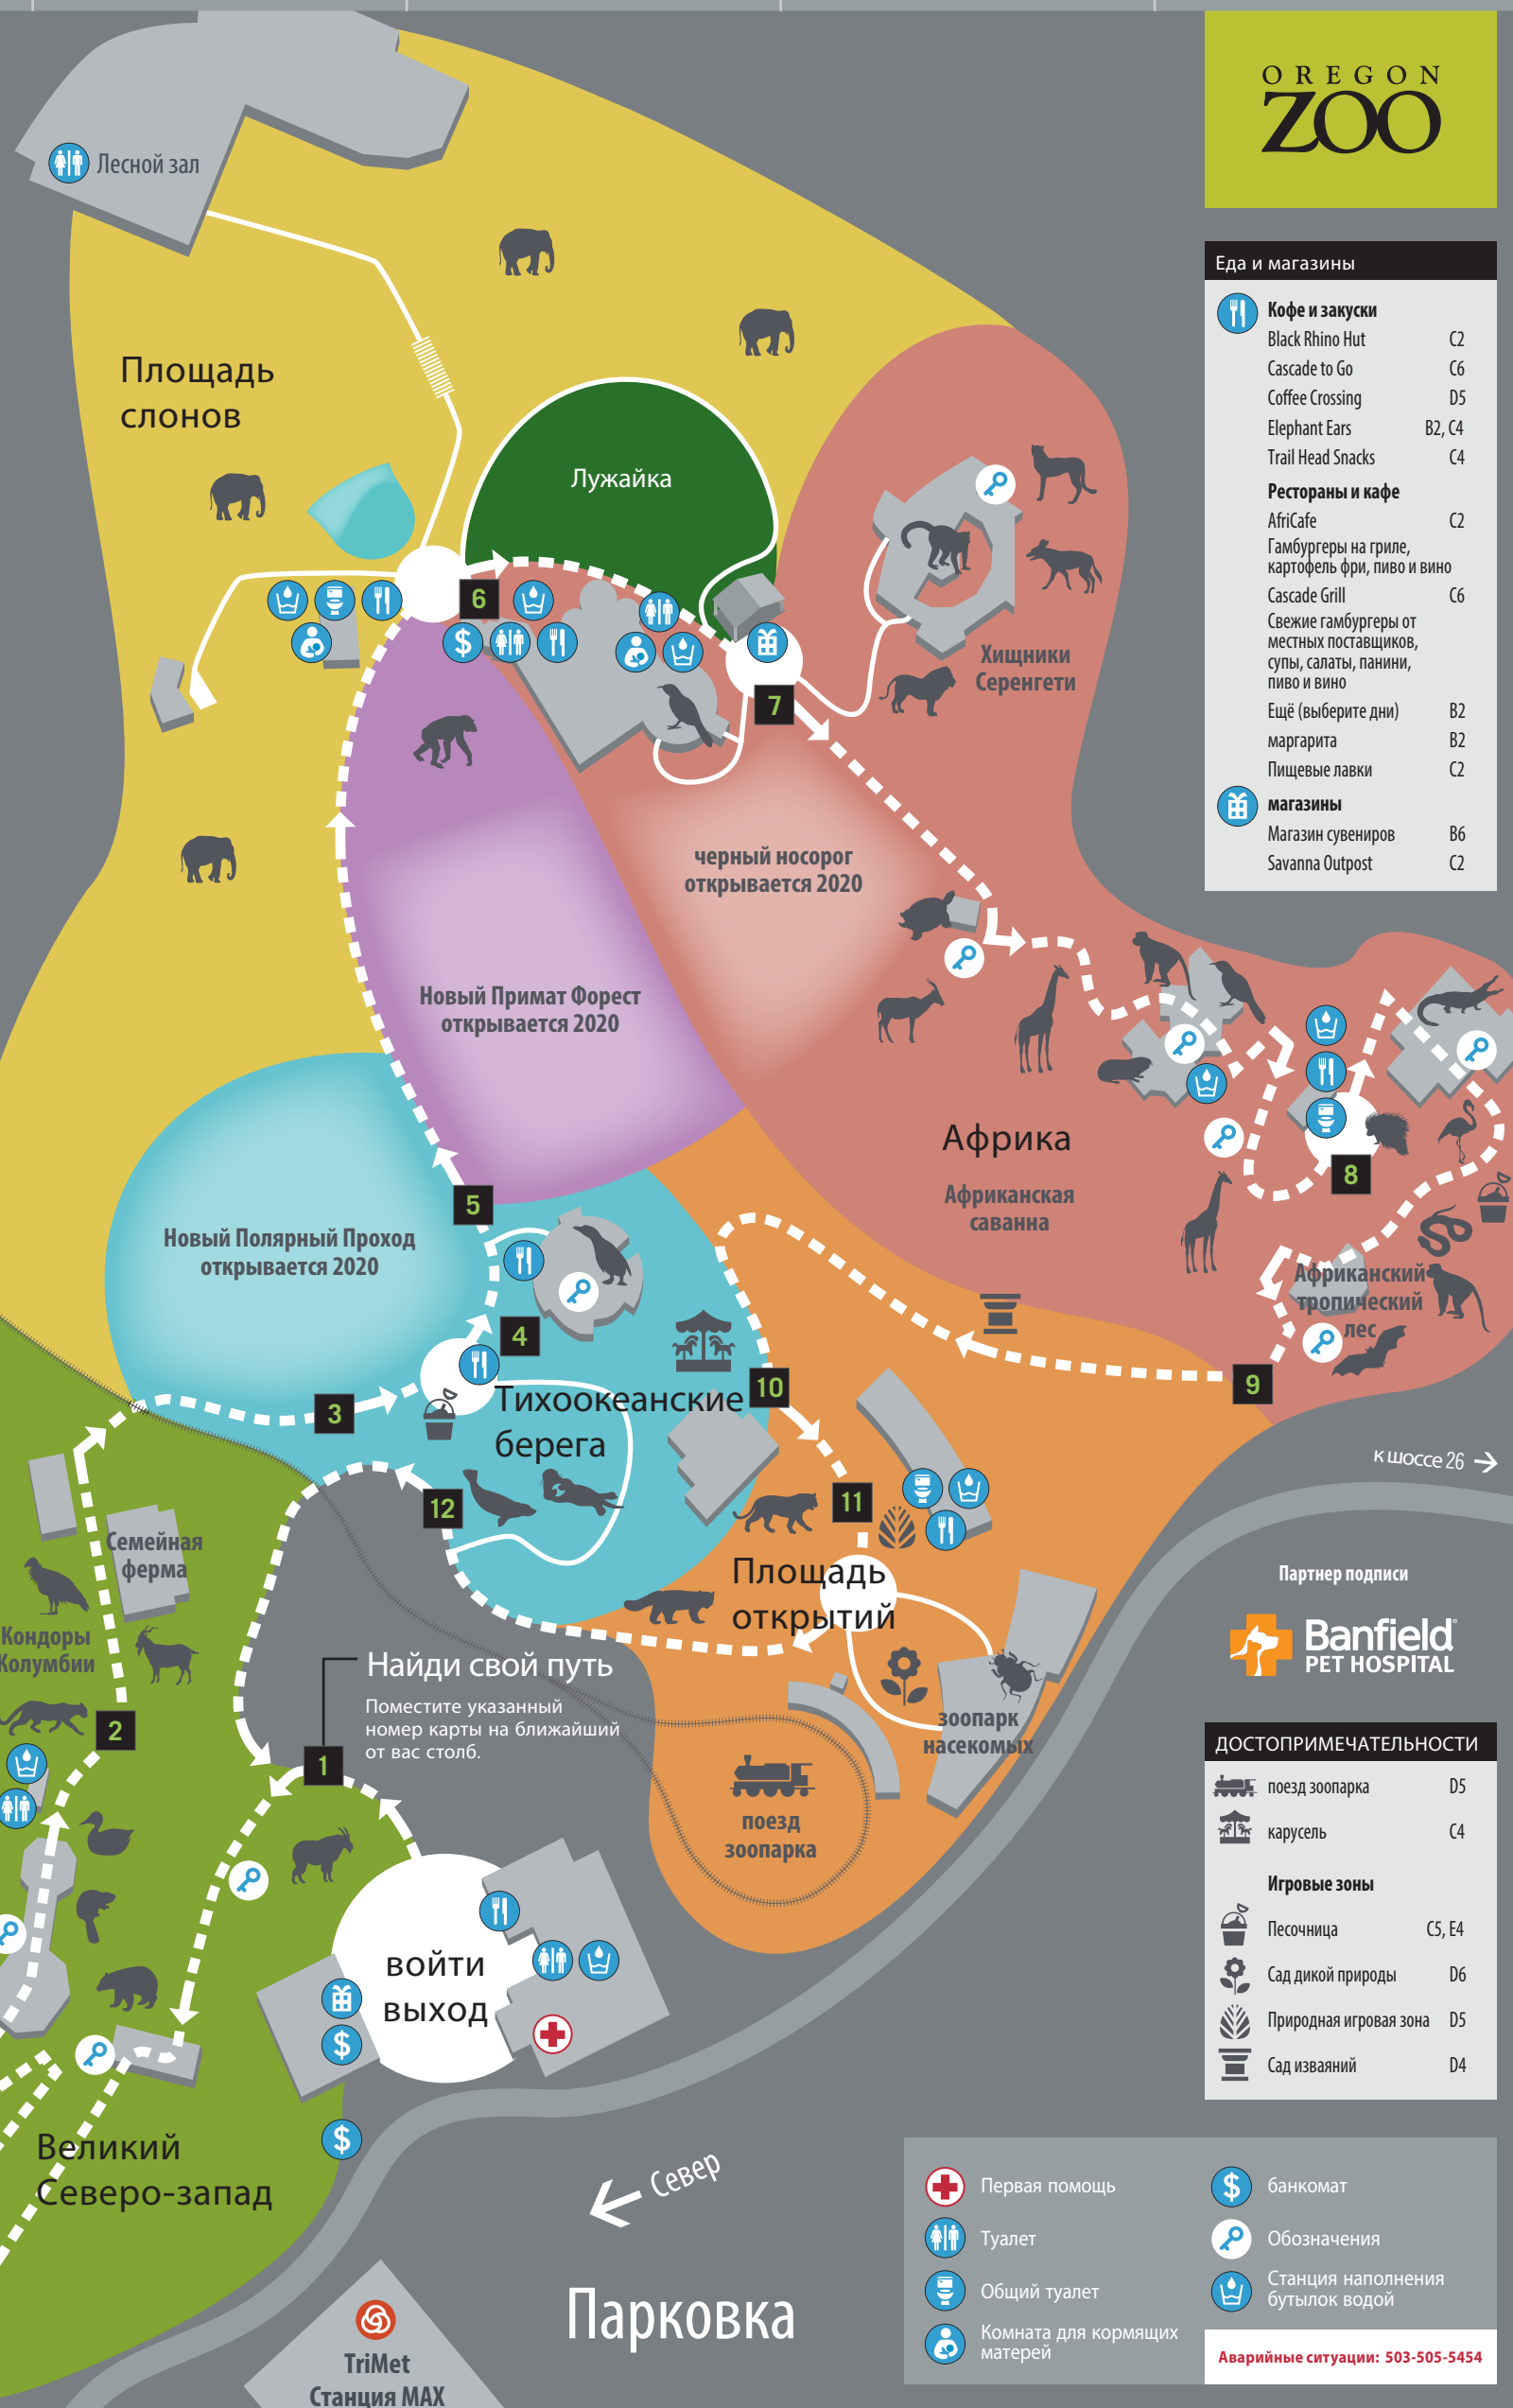 OREGON
ZOO
Лесной зал
Площадь
слонов
Лужайка
6
7
Хищники
Серенгети
черный носорог
открывается 2020
Новый Примат Форест
открывается 2020
Африка
Африканская
саванна
8
Африканский
тропический
лес
9
5
Новый Полярный Проход
открывается 2020
4
3
Тихоокеанские
берега
10
11
12
Площадь
открытий
Семейная
ферма
Кондоры
Колумбии
2
Найди свой путь
Поместите указанный
номер карты на ближайший
от вас столб.
1
зоопарк
насекомых
поезд
зоопарка
войти
выход
Великий
Северо-запад
Север
Парковка
TriMet
Станция MAX
к шоссе 26
Еда и магазины
Кофе и закуски
Black Rhino Hut C2
Cascade to Go C6
Coffee Crossing D5
Elephant Ears B2, C4
Trail Head Snacks C4
Рестораны и кафе
AfriCafe C2
Гамбургеры на гриле,
картофель фри, пиво и вино
Cascade Grill C6
Свежие гамбургеры от
местных поставщиков,
супы, салаты, панини,
пиво и вино
Ещё (выберите дни) B2
маргарита B2
Пищевые лавки C2
магазины
Магазин сувениров B6
Savanna Outpost C2
Партнер подписи
Banfield
PET HOSPITAL
ДОСТОПРИМЕЧАТЕЛЬНОСТИ
поезд зоопарка D5
карусель C4
Игровые зоны
Песочница C5, E4
Сад дикой природы D6
Природная игровая зона D5
Сад изваяний D4
Первая помощь
Туалет
Общий туалет
Комната для кормящих
матерей
банкомат
Обозначения
Станция наполнения
бутылок водой
Аварийные ситуации: 503-505-5454